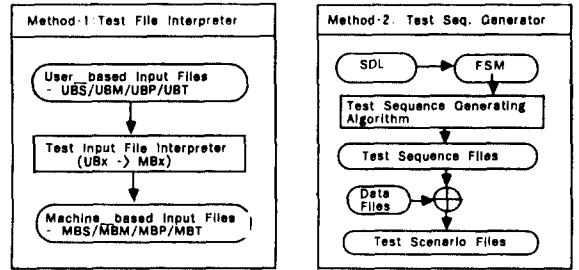 Method-1: Test File Interpreter
User_based Input Files
- UBS/UBM/UBP/UBT
Test Input File Interpreter
(UBx -> MBx)
Machine_based Input Files
- MBS/MBM/MBP/MBT
Method-2. Test Seq. Generator
SDL
FSM
Test Sequence Generating
Algorithm
Test Sequence Files
Data
Files
Test Scenario Files